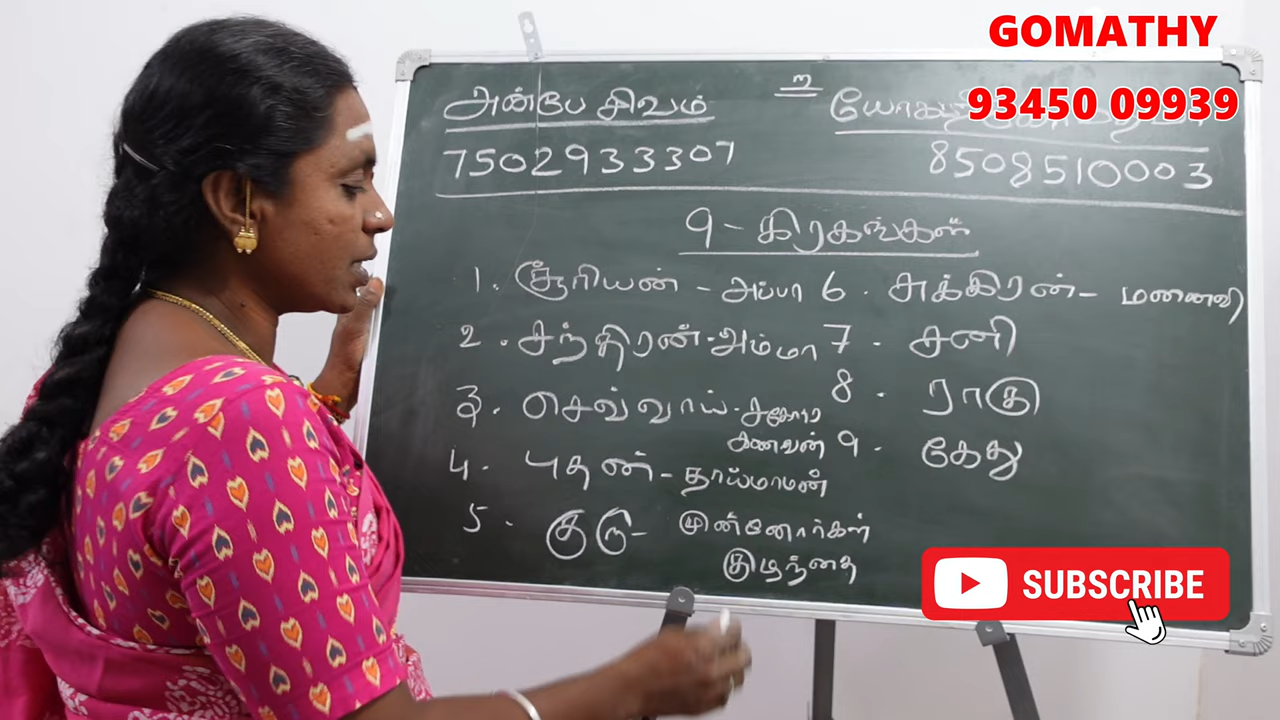 GOMATHY
93450 09939
அன்பே சிவம்
7502933307 8508510003
9 - கிரகங்கள்
1. சூரியன் - அப்பா 6. சுக்கிரன் - மனைவி
2. சந்திரன் - அம்மா 7. சனி
3. செவ்வாய் - சகோதர 8. ராகு
கணவன் 9. கேது
4. புதன் - தாய்மாமன்
5. குரு - முன்னோர்கள்
குழந்தை
SUBSCRIBE